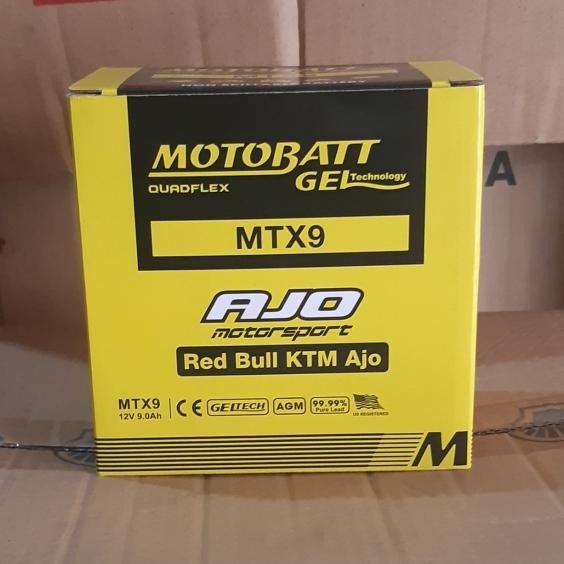 MOTOBATT
QUADFLEX
GEL Technology
MTX9
AJO
motorsport
Red Bull KTM Ajo
MTX9
12V 9.0Ah
CE
GELTECH
AGM
99.99%
Pure Lead
US REGISTERED
M
A